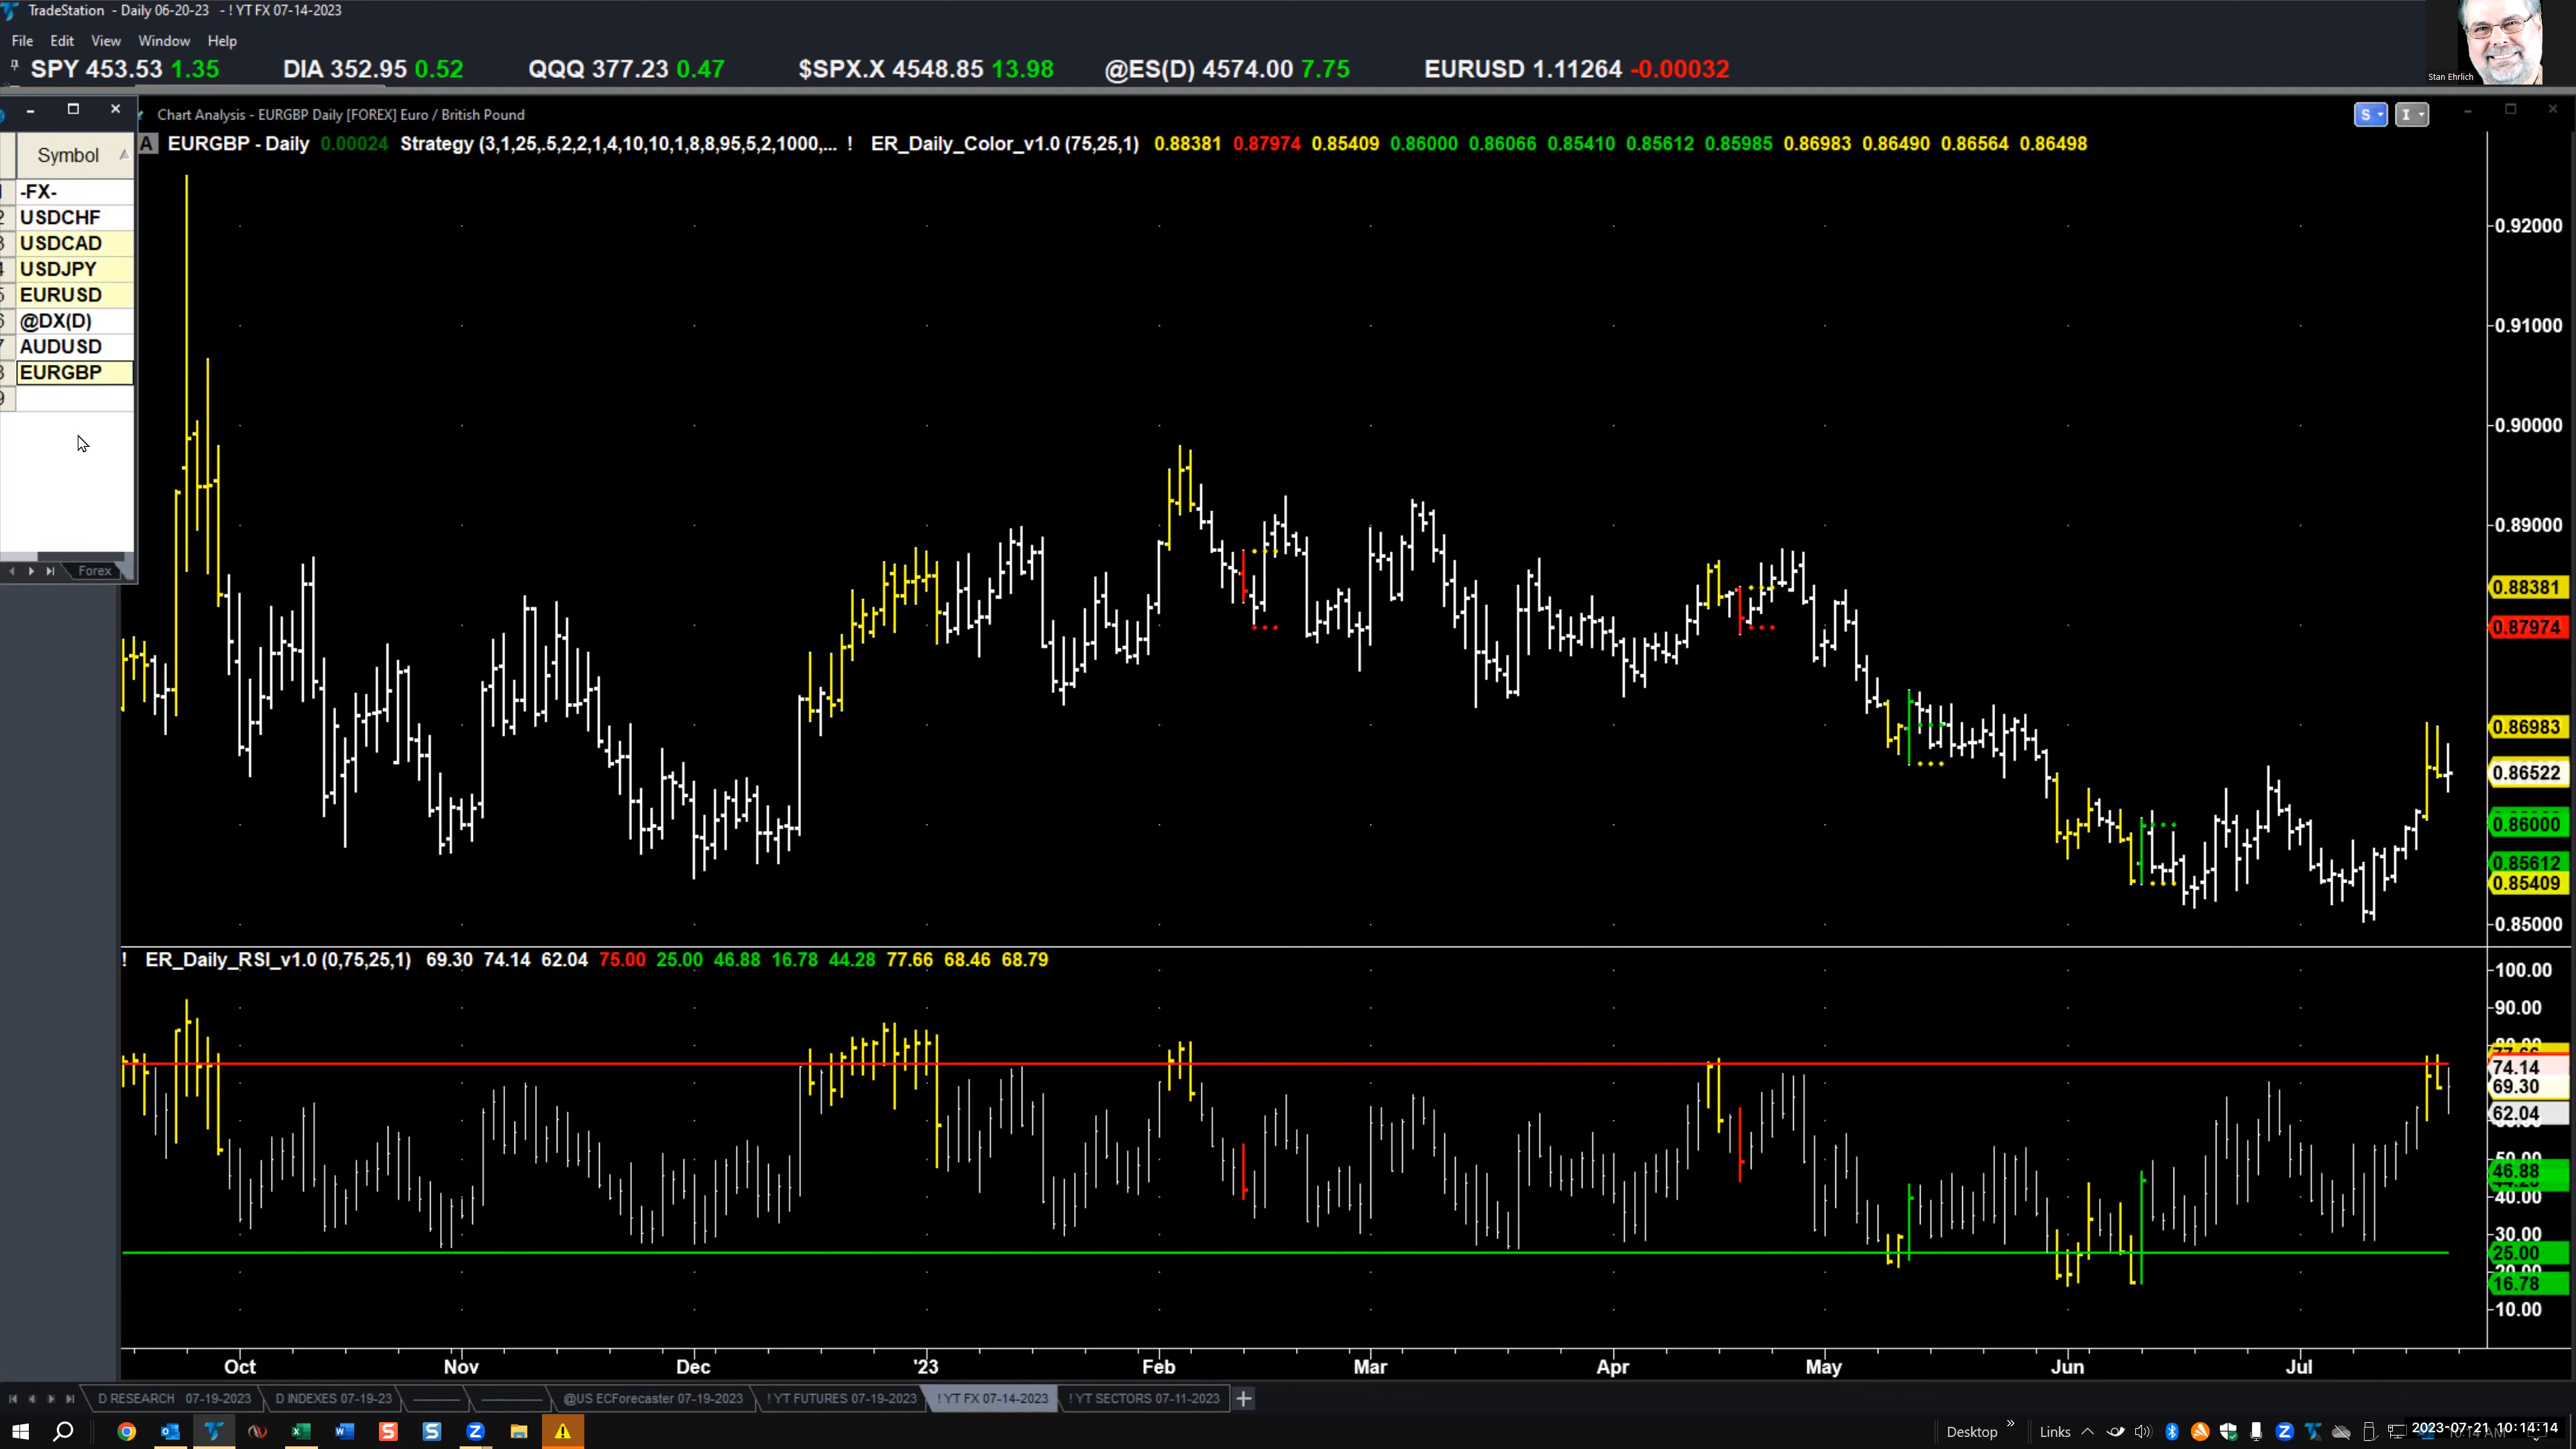 TradeStation - Daily 06-20-23 - ! YT FX 07-14-2023
File Edit View Window Help
SPY 453.53 1.35 DIA 352.95 0.52 QQQ 377.23 0.47 $SPX.X 4548.85 13.98 @ES(D) 4574.00 7.75 EURUSD 1.11264 -0.00032
Stan Ehrlich
Chart Analysis - EURGBP Daily [FOREX] Euro / British Pound
S I
A EURGBP - Daily 0.00024 Strategy (3,1,25,.5,2,2,1,4,10,10,1,8,8,95,5,2,1000,... ! ER_Daily_Color_v1.0 (75,25,1) 0.88381 0.87974 0.85409 0.86000 0.86066 0.85410 0.85612 0.85985 0.86983 0.86490 0.86564 0.86498
Symbol
-FX-
USDCHF
USDCAD
USDJPY
EURUSD
@DX(D)
AUDUSD
EURGBP
Forex
0.92000
0.91000
0.90000
0.89000
0.88381
0.87974
0.86983
0.86522
0.86000
0.85612
0.85409
0.85000
! ER_Daily_RSI_v1.0 (0,75,25,1) 69.30 74.14 62.04 75.00 25.00 46.88 16.78 44.28 77.66 68.46 68.79
100.00
90.00
74.14
69.30
62.04
46.88
40.00
30.00
25.00
16.78
10.00
Oct Nov Dec '23 Feb Mar Apr May Jun Jul
D RESEARCH 07-19-2023 D INDEXES 07-19-23 @US ECForecaster 07-19-2023 ! YT FUTURES 07-19-2023 ! YT FX 07-14-2023 ! YT SECTORS 07-11-2023 +
Desktop Links 2023-07-21, 10:14:14